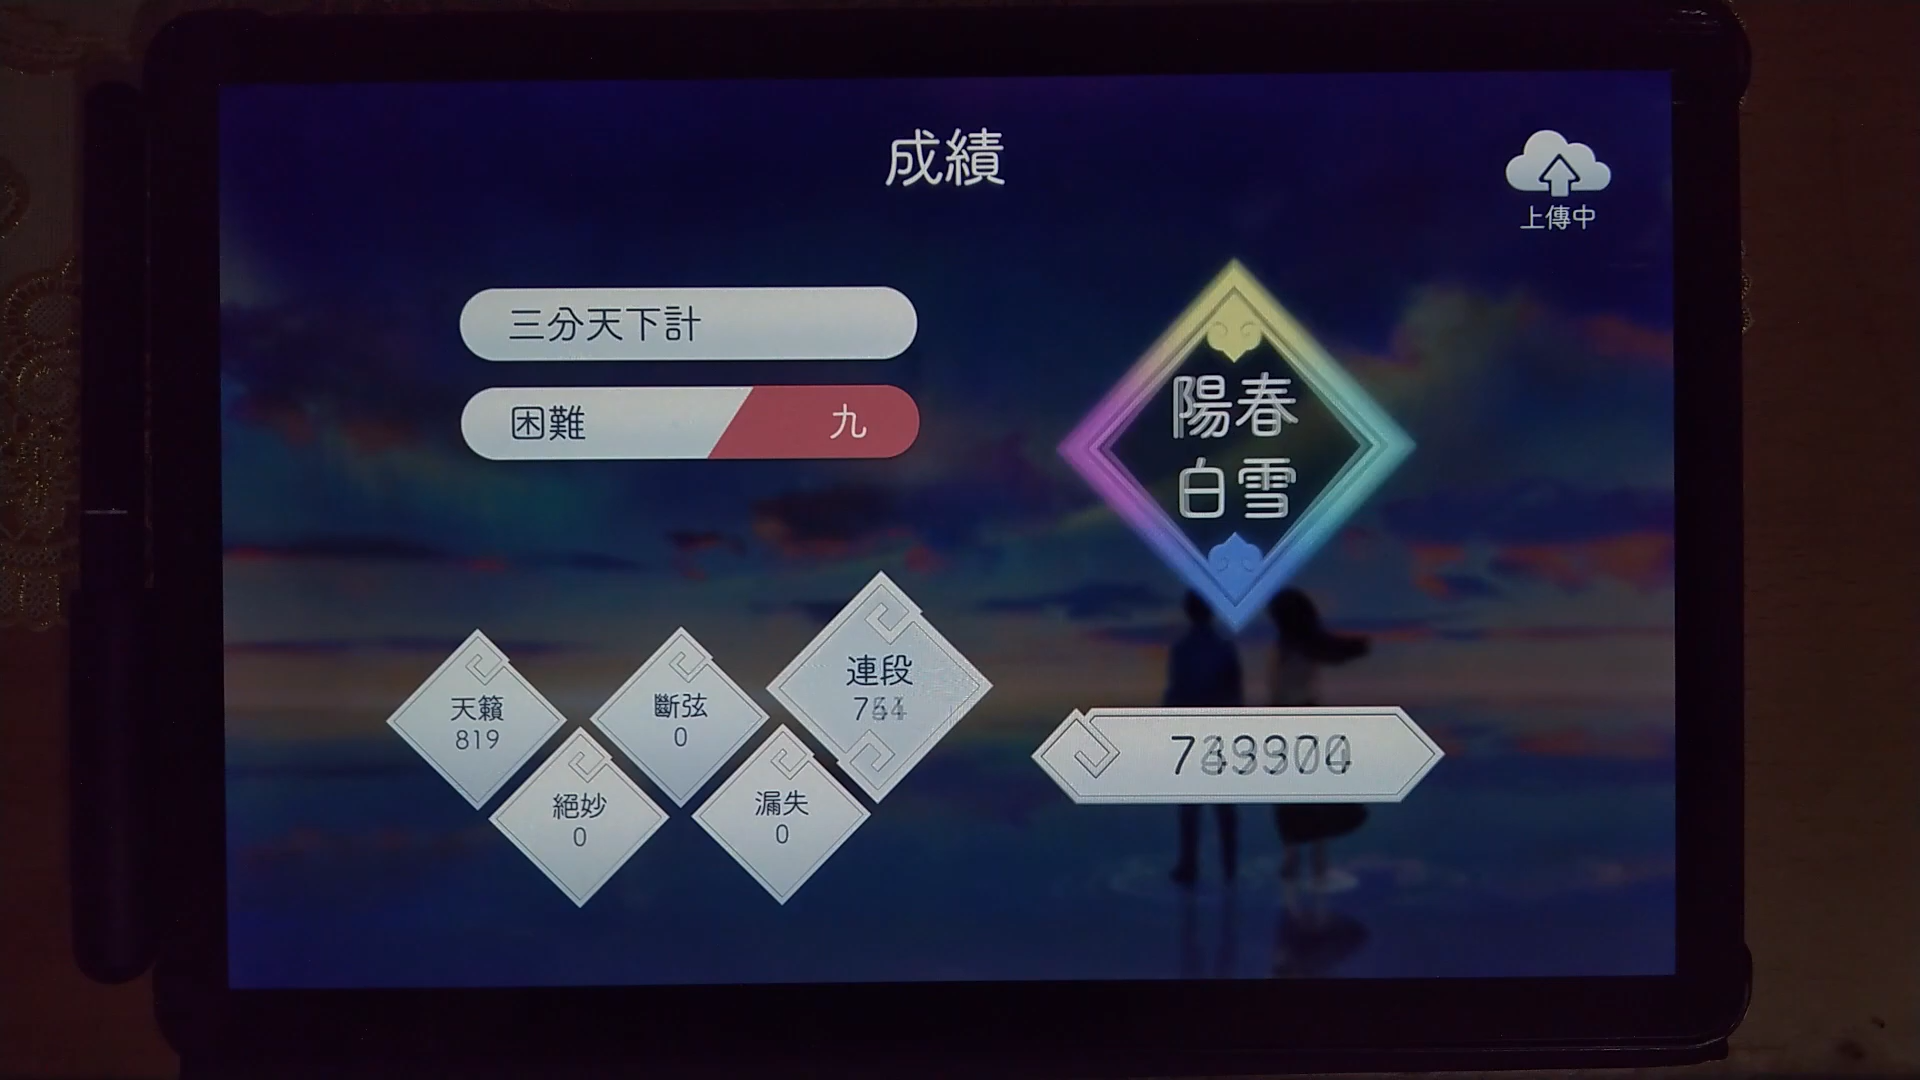 成績
上傳中
三分天下計
困難 九
陽春
白雪
連段
天籟
819
斷弦
0
絕妙
0
漏失
0